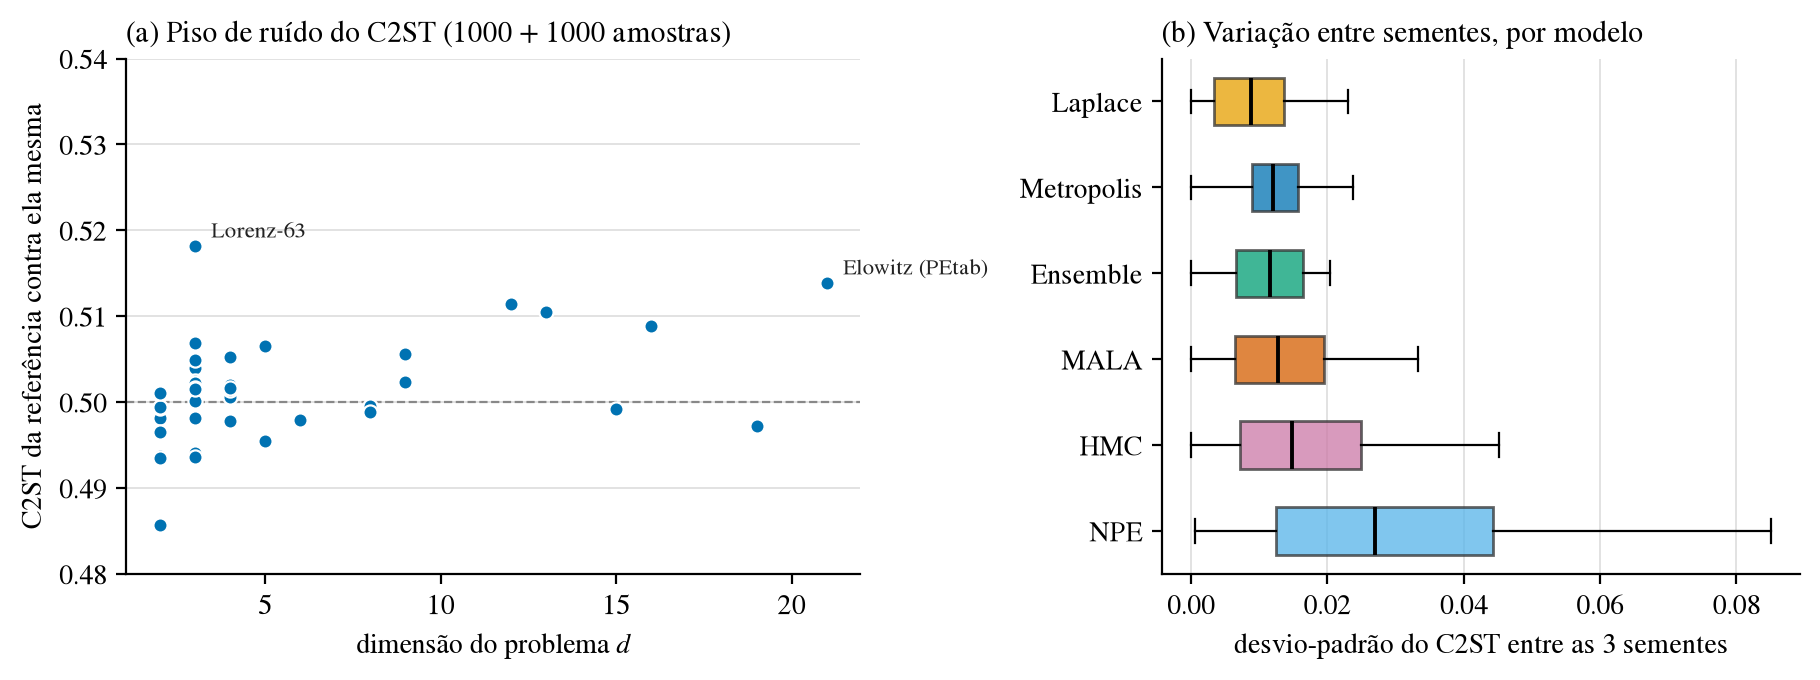 (a) Piso de ruído do C2ST (1000 + 1000 amostras)
C2ST da referência contra ela mesma
0.54
0.53
0.52
0.51
0.50
0.49
0.48
Lorenz-63
Elowitz (PEtab)
5
10
15
20
dimensão do problema d
(b) Variação entre sementes, por modelo
Laplace
Metropolis
Ensemble
MALA
HMC
NPE
0.00
0.02
0.04
0.06
0.08
desvio-padrão do C2ST entre as 3 sementes